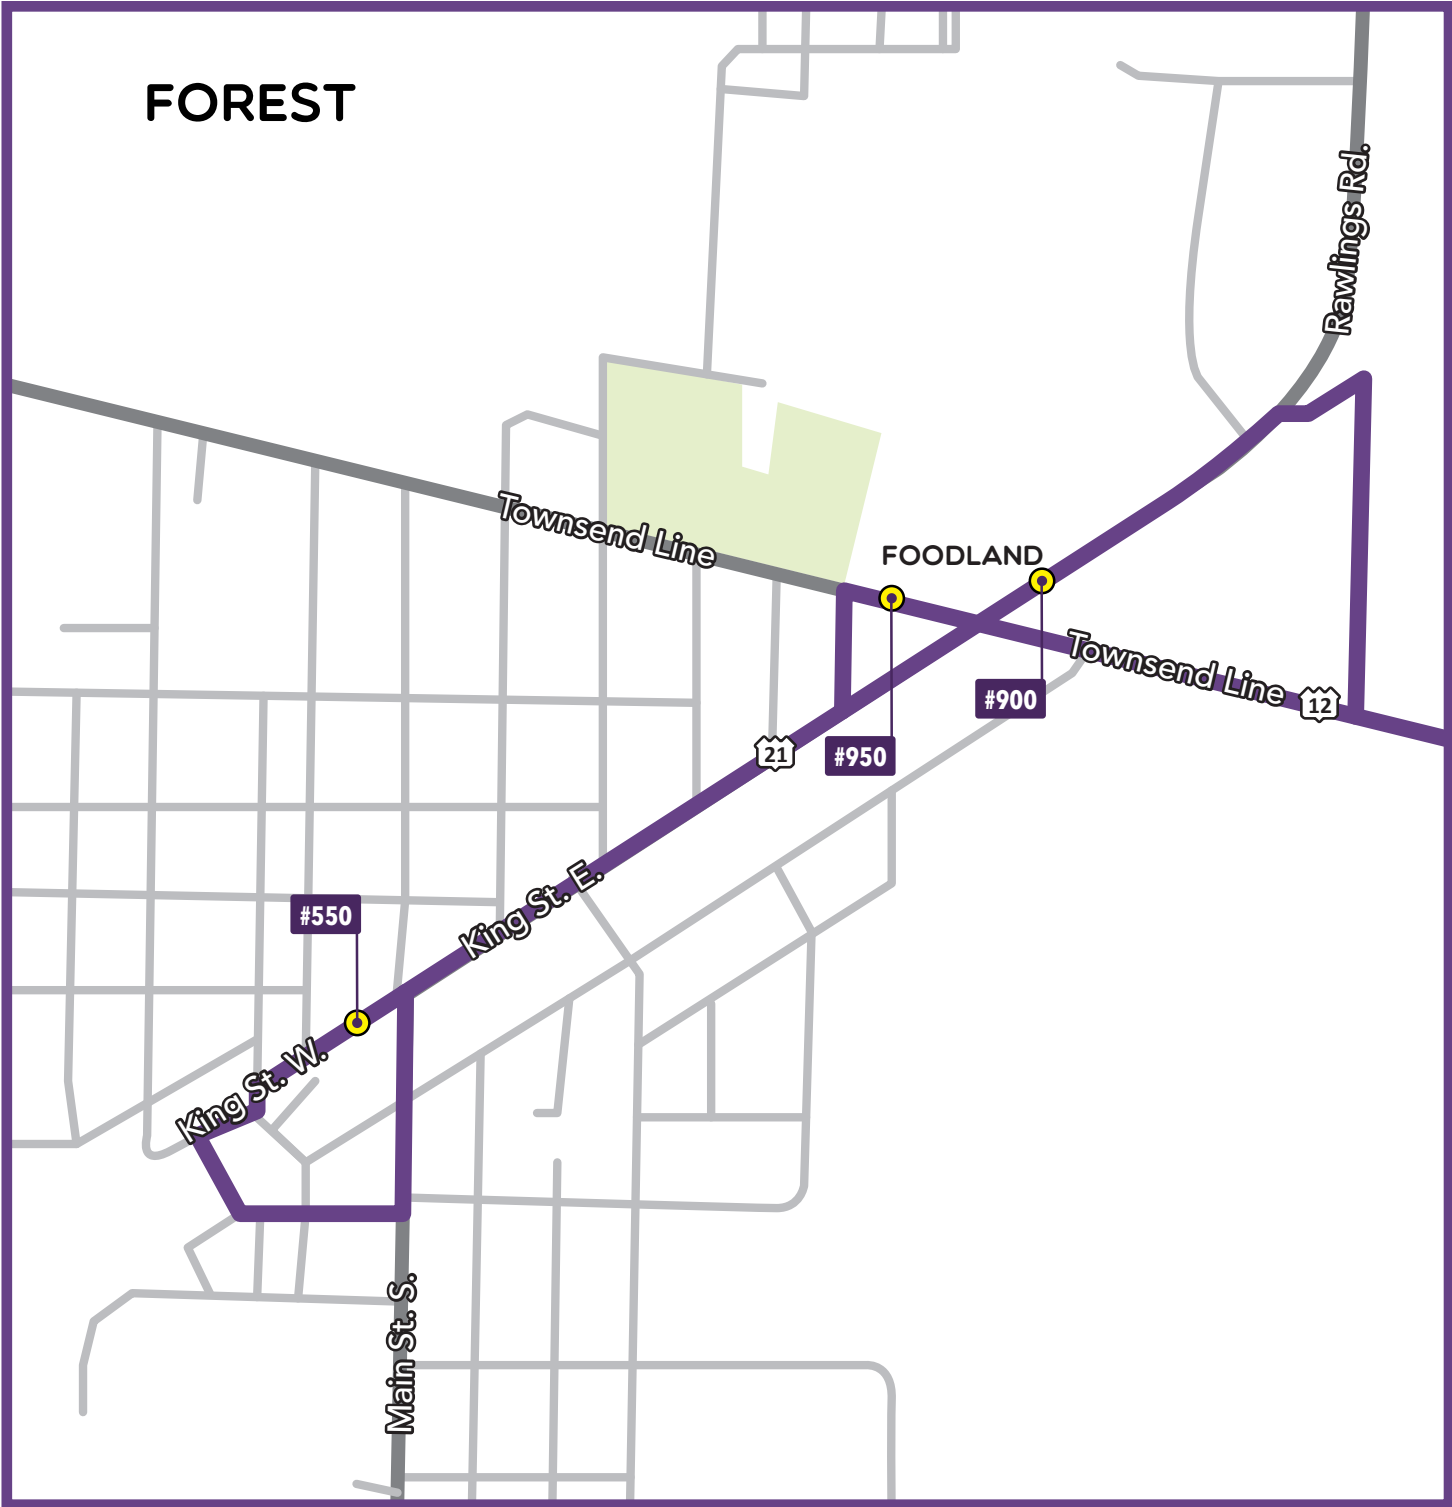 FOREST
Rawlings Rd.
Townsend Line
FOODLAND
Townsend Line
12
#900
21
#950
King St. E.
#550
King St. W.
Main St. S.